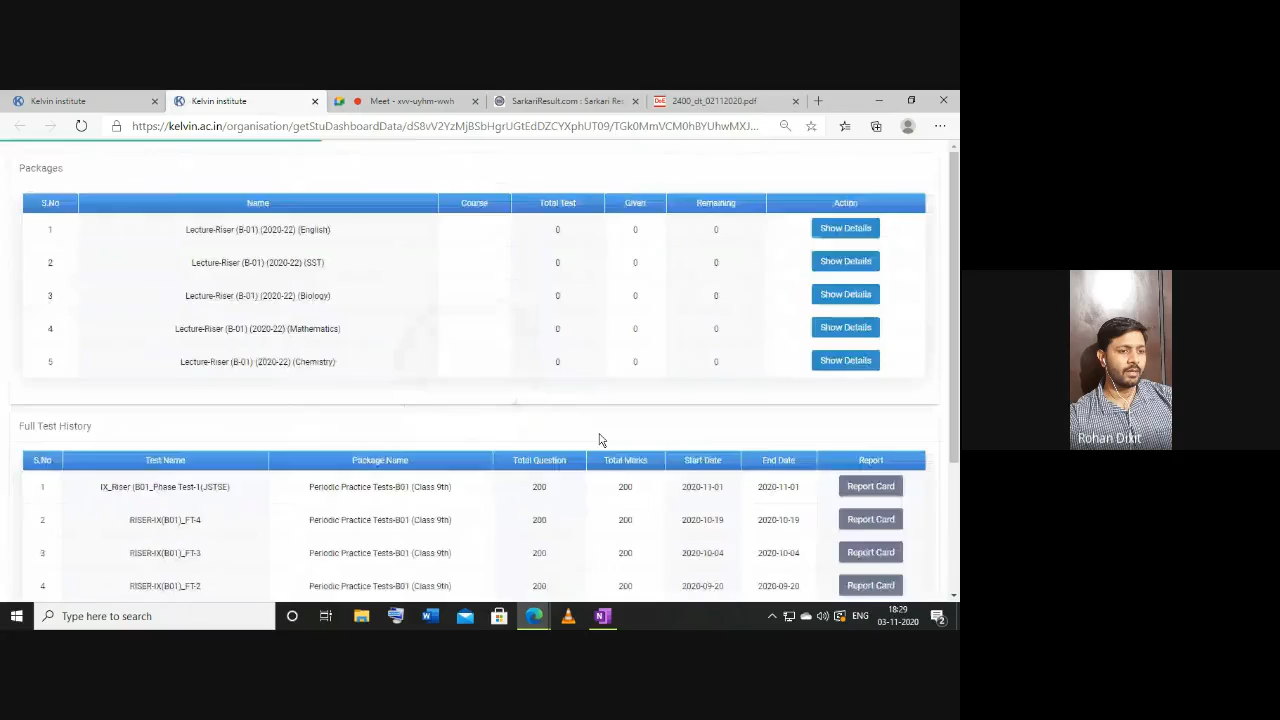 Kelvin institute Kelvin institute Meet - xvv-uyhm-wwh SarkariResult.com : Sarkari Re 2400_dt_02112020.pdf
Packages
S.No Name Course Total Test Given Remaining Action
1 Lecture-Riser (B-01) (2020-22) (English) 0 0 0 Show Details
2 Lecture-Riser (B-01) (2020-22) (SST) 0 0 0 Show Details
3 Lecture-Riser (B-01) (2020-22) (Biology) 0 0 0 Show Details
4 Lecture-Riser (B-01) (2020-22) (Mathematics) 0 0 0 Show Details
5 Lecture-Riser (B-01) (2020-22) (Chemistry) 0 0 0 Show Details
Rohan Dixit
Full Test History
S.No Test Name Package Name Total Question Total Marks Start Date End Date Report
1 IX_Riser (B01_Phase Test-1(JSTSE) Periodic Practice Tests-B01 (Class 9th) 200 200 2020-11-01 2020-11-01 Report Card
2 RISER-IX(B01)_FT-4 Periodic Practice Tests-B01 (Class 9th) 200 200 2020-10-19 2020-10-19 Report Card
3 RISER-IX(B01)_FT-3 Periodic Practice Tests-B01 (Class 9th) 200 200 2020-10-04 2020-10-04 Report Card
4 RISER-IX(B01)_FT-2 Periodic Practice Tests-B01 (Class 9th) 200 200 2020-09-20 2020-09-20 Report Card
Type here to search ENG 18:29
03-11-2020 2